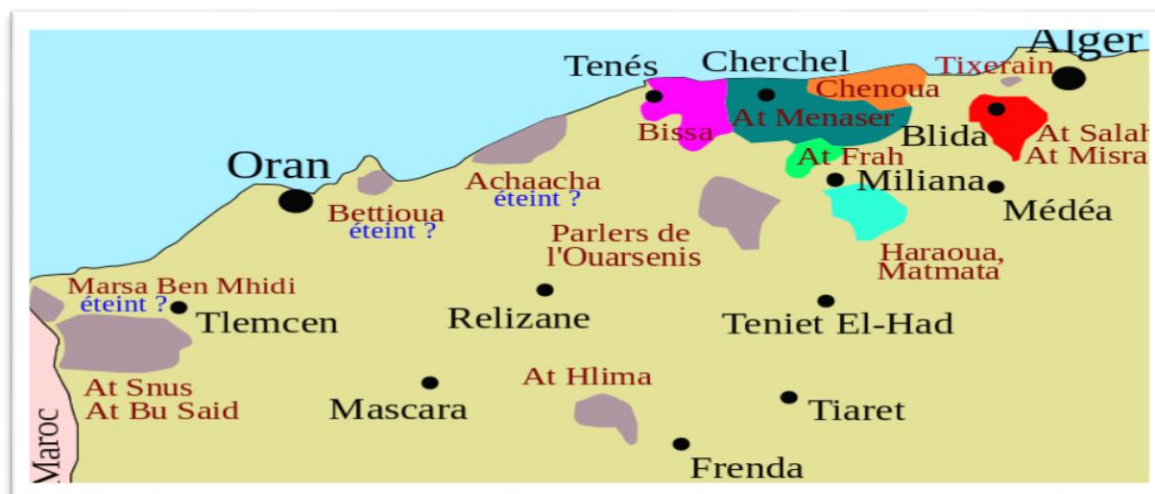 Alger
Tenés
Cherchel
Tixerain
Chenoua
Bissa
At Menaser
Blida
At Salah
At Misra
Oran
At Frah
Achaacha
éteint ?
Miliana
Bettioua
éteint ?
Médéa
Parlers de
l'Ouarsenis
Haraoua,
Matmata
Marsa Ben Mhidi
éteint ?
Tlemcen
Relizane
Teniet El-Had
At Snus
At Bu Said
At Hlima
Mascara
Tiaret
Maroc
Frenda